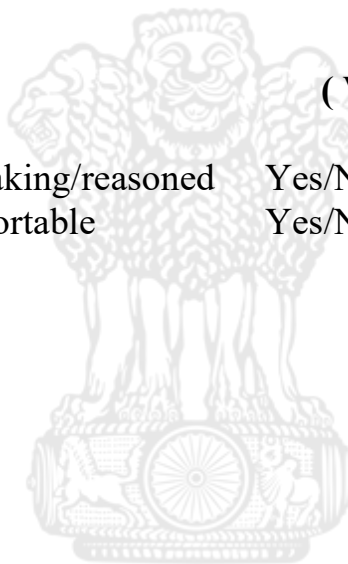 ( V
aking/reasoned Yes/N
ortable Yes/N